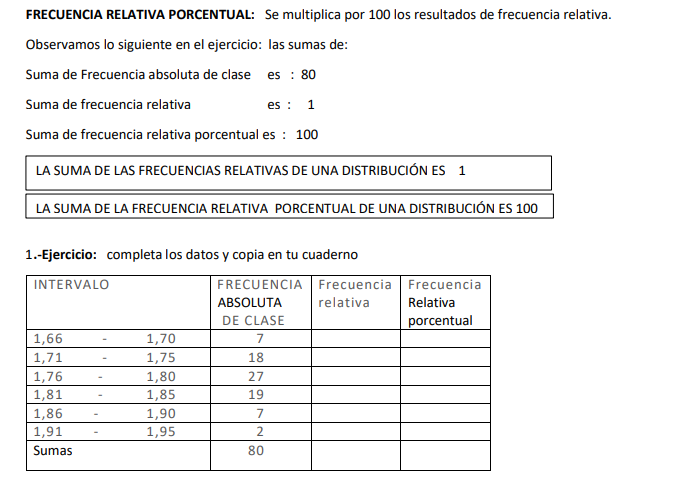 FRECUENCIA RELATIVA PORCENTUAL: Se multiplica por 100 los resultados de frecuencia relativa.
Observamos lo siguiente en el ejercicio: las sumas de:
Suma de Frecuencia absoluta de clase es : 80
Suma de frecuencia relativa es : 1
Suma de frecuencia relativa porcentual es : 100
LA SUMA DE LAS FRECUENCIAS RELATIVAS DE UNA DISTRIBUCIÓN ES 1
LA SUMA DE LA FRECUENCIA RELATIVA PORCENTUAL DE UNA DISTRIBUCIÓN ES 100
1.-Ejercicio: completa los datos y copia en tu cuaderno
INTERVALO FRECUENCIA Frecuencia Frecuencia
ABSOLUTA relativa Relativa
DE CLASE porcentual
1,66 - 1,70 7
1,71 - 1,75 18
1,76 - 1,80 27
1,81 - 1,85 19
1,86 - 1,90 7
1,91 - 1,95 2
Sumas 80